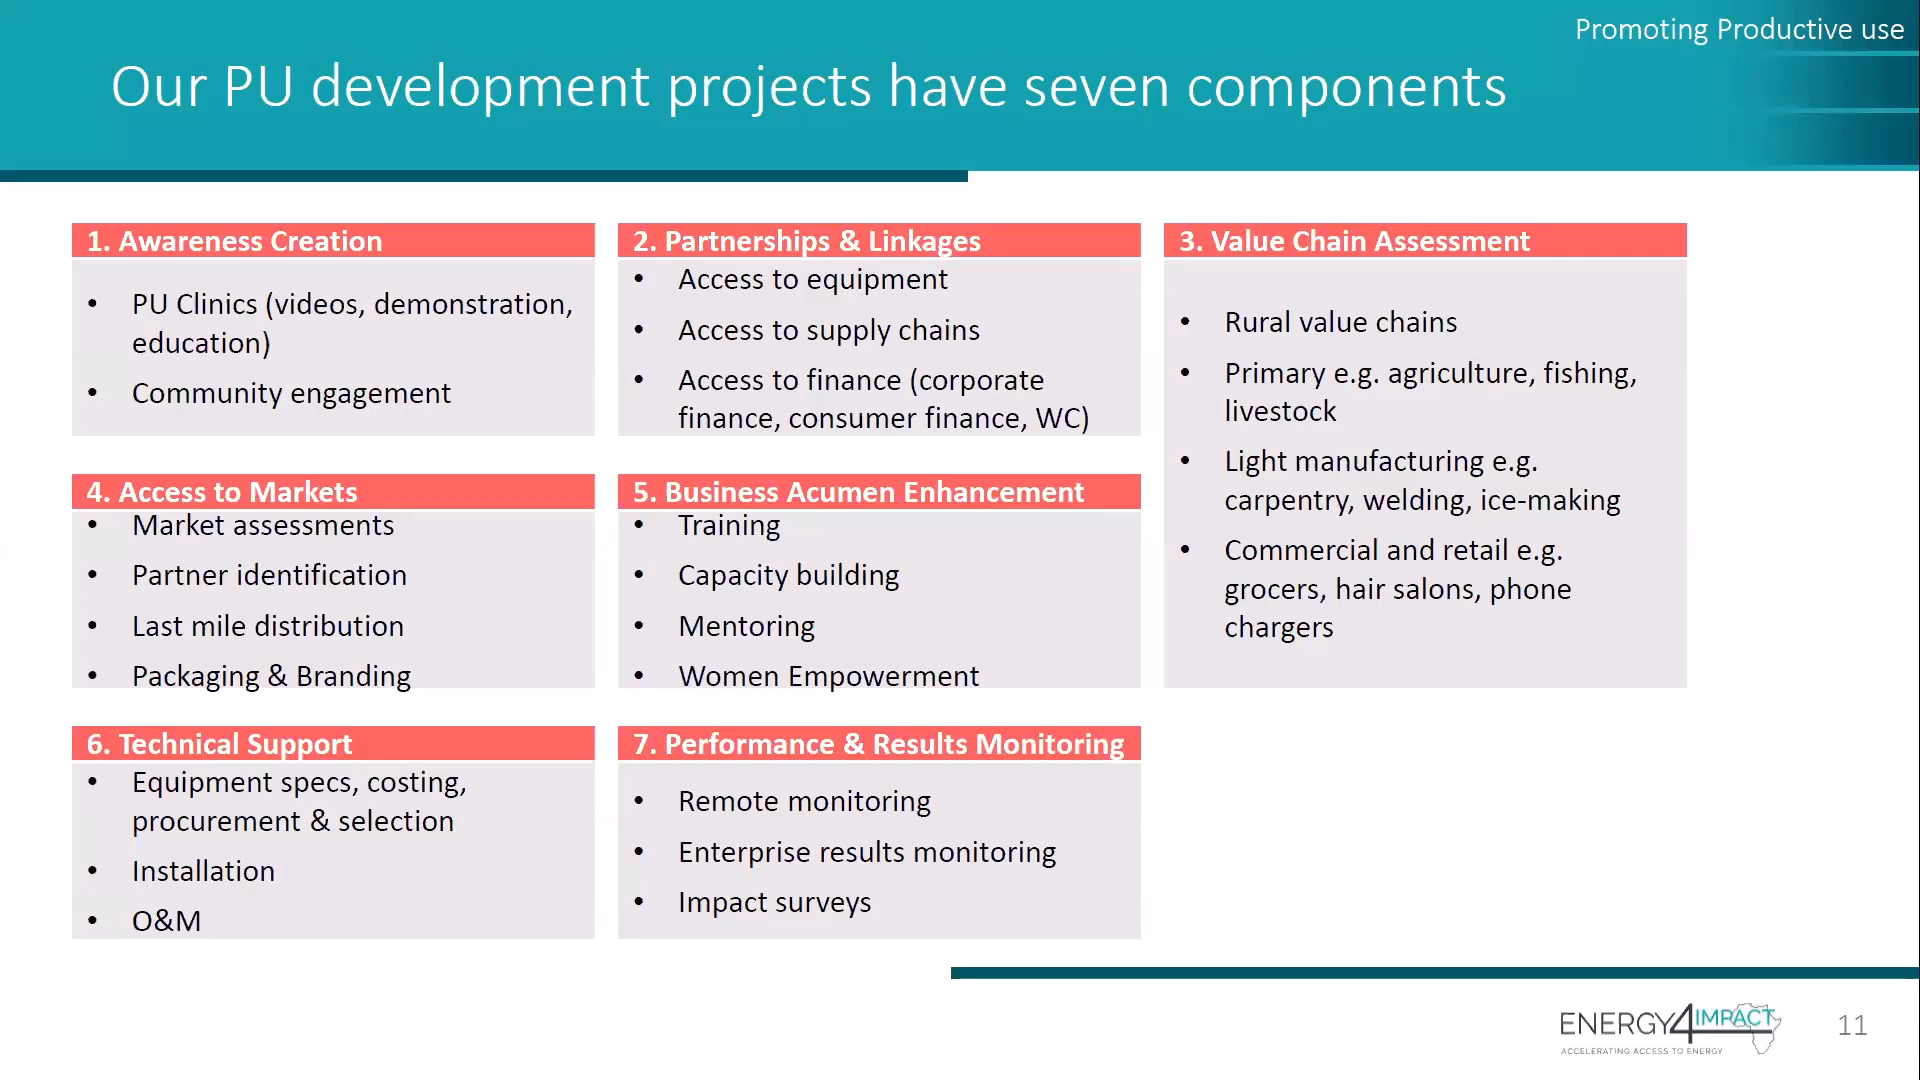 Promoting Productive use
Our PU development projects have seven components
1. Awareness Creation
• PU Clinics (videos, demonstration,
education)
• Community engagement
2. Partnerships & Linkages
• Access to equipment
• Access to supply chains
• Access to finance (corporate
finance, consumer finance, WC)
3. Value Chain Assessment
• Rural value chains
• Primary e.g. agriculture, fishing,
livestock
• Light manufacturing e.g.
carpentry, welding, ice-making
• Commercial and retail e.g.
grocers, hair salons, phone
chargers
4. Access to Markets
• Market assessments
• Partner identification
• Last mile distribution
• Packaging & Branding
5. Business Acumen Enhancement
• Training
• Capacity building
• Mentoring
• Women Empowerment
6. Technical Support
• Equipment specs, costing,
procurement & selection
• Installation
• O&M
7. Performance & Results Monitoring
• Remote monitoring
• Enterprise results monitoring
• Impact surveys
ENERGY4IMPACT
ACCELERATING ACCESS TO ENERGY
11